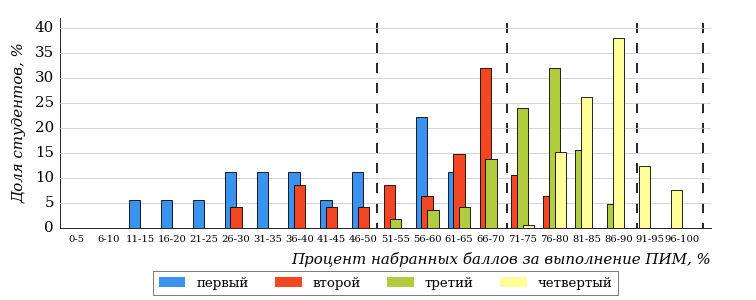 Доля студентов, %
40
35
30
25
20
15
10
5
0
0-5 6-10 11-15 16-20 21-25 26-30 31-35 36-40 41-45 46-50 51-55 56-60 61-65 66-70 71-75 76-80 81-85 86-90 91-95 96-100
Процент набранных баллов за выполнение ПИМ, %
первый второй третий четвертый